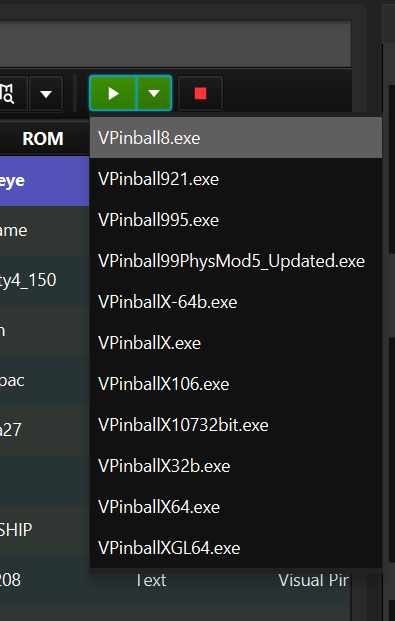 ROM
VPinball8.exe
VPinball921.exe
VPinball995.exe
VPinball99PhysMod5_Updated.exe
VPinballX-64b.exe
VPinballX.exe
VPinballX106.exe
VPinballX10732bit.exe
VPinballX32b.exe
VPinballX64.exe
VPinballXGL64.exe
eye
ame
ty4_150
n
pac
a27
SHIP
208 Text Visual Pin